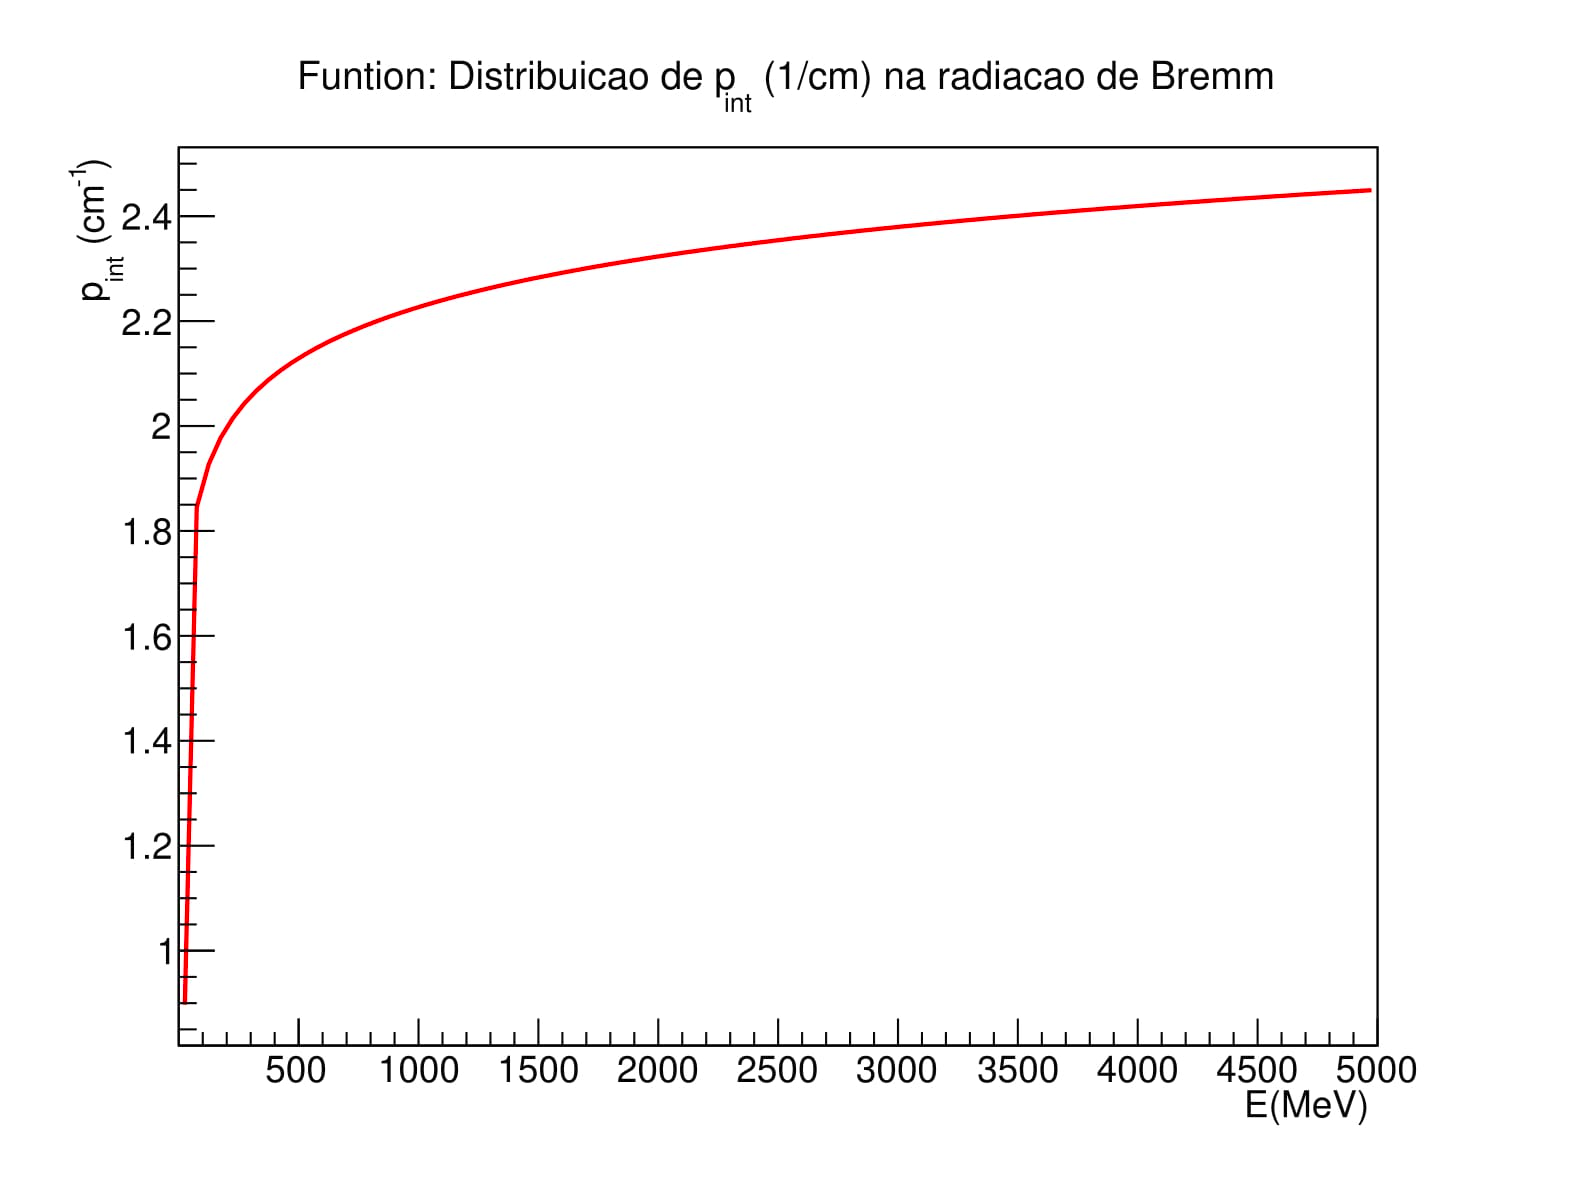 Funtion: Distribuicao de p_int (1/cm) na radiacao de Bremm
p_int (cm^-1)
2.4
2.2
2
1.8
1.6
1.4
1.2
1
500 1000 1500 2000 2500 3000 3500 4000 4500 5000
E(MeV)